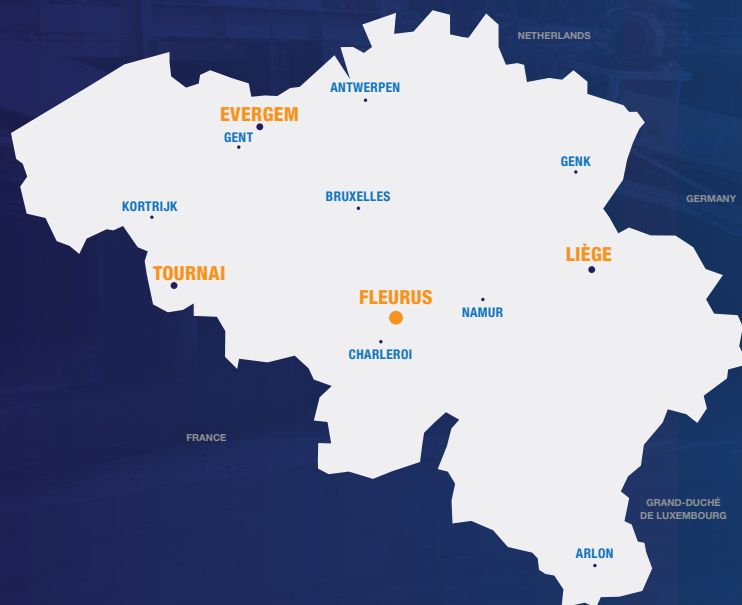 NETHERLANDS
ANTWERPEN
EVERGEM
GENT
GENK
BRUXELLES
KORTRIJK
GERMANY
LIÈGE
TOURNAI
FLEURUS
NAMUR
CHARLEROI
FRANCE
GRAND-DUCHÉ
DE LUXEMBOURG
ARLON